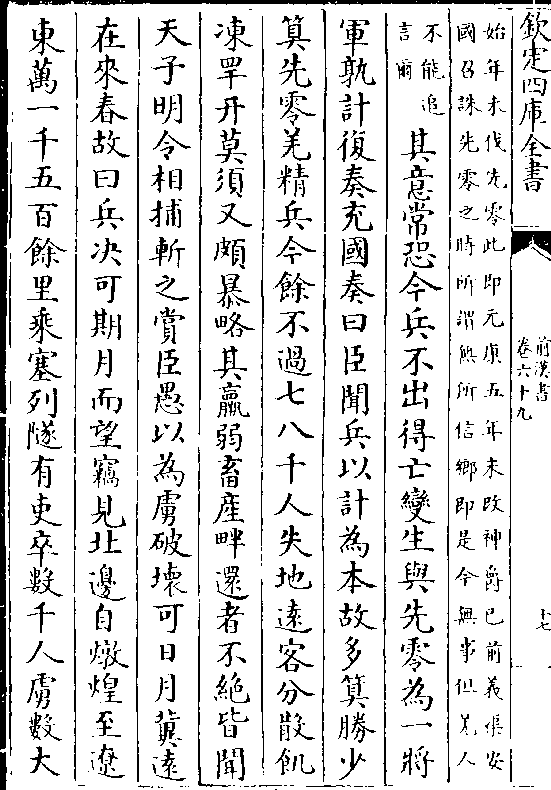 欽定四庫全書
前漢書
卷六十九
十七
始年未伐先零此即元康五年未改神爵已前義渠安
國召誅先零之時所謂無所信鄉即是今無事但羌人
不能追
言爾
其意常恐今兵不出得亡變生與先零為一將
軍孰計復奏充國奏曰臣聞兵以計為本故多算勝少
算先零羌精兵今餘不過七八千人失地遠客分散飢
凍罕幵莫須又頗暴略其羸弱畜產畔還者不絕皆聞
天子明令相捕斬之賞臣愚以為虜破壞可日月冀遠
在來春故曰兵決可期月而望竊見北邊自燉煌至遼
東萬一千五百餘里乘塞列隧有吏卒數千人虜數大